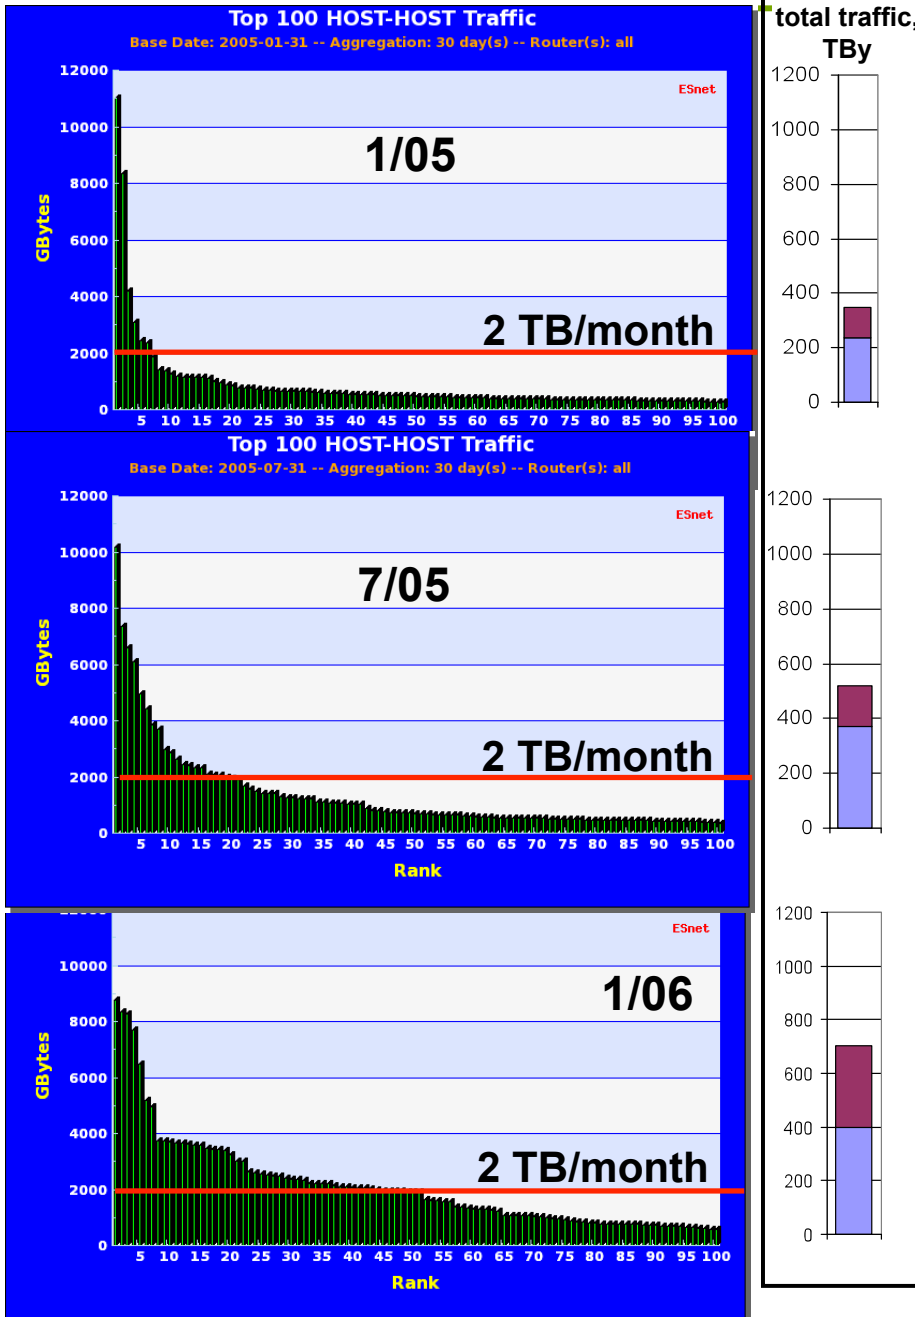 Top 100 HOST-HOST Traffic
Base Date: 2005-01-31 -- Aggregation: 30 day(s) -- Router(s): all
12000
10000
8000
6000
4000
2000
0
GBytes
ESnet
1/05
2 TB/month
5 10 15 20 25 30 35 40 45 50 55 60 65 70 75 80 85 90 95 100
total traffic,
TBy
1200
1000
800
600
400
200
0
Top 100 HOST-HOST Traffic
Base Date: 2005-07-31 -- Aggregation: 30 day(s) -- Router(s): all
12000
10000
8000
6000
4000
2000
0
GBytes
ESnet
7/05
2 TB/month
5 10 15 20 25 30 35 40 45 50 55 60 65 70 75 80 85 90 95 100
Rank
1200
1000
800
600
400
200
0
12000
10000
8000
6000
4000
2000
0
GBytes
ESnet
1/06
2 TB/month
5 10 15 20 25 30 35 40 45 50 55 60 65 70 75 80 85 90 95 100
Rank
1200
1000
800
600
400
200
0